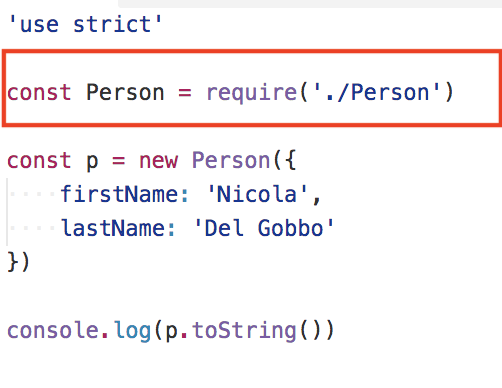 'use strict'
const Person = require('./Person')
const p = new Person({
firstName: 'Nicola',
lastName: 'Del Gobbo'
})
console.log(p.toString())